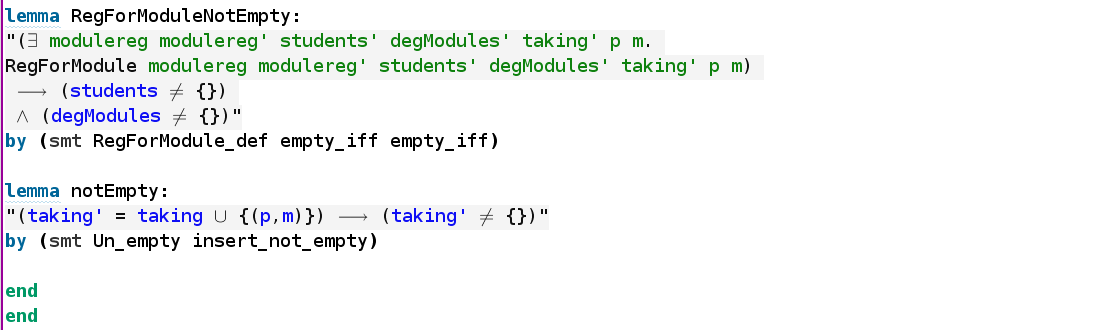 lemma RegForModuleNotEmpty:
"(∃ modulereg modulereg' students' degModules' taking' p m.
RegForModule modulereg modulereg' students' degModules' taking' p m)
⟶ (students ≠ {})
∧ (degModules ≠ {})"
by (smt RegForModule_def empty_iff empty_iff)
lemma notEmpty:
"(taking' = taking ∪ {(p,m)}) ⟶ (taking' ≠ {})"
by (smt Un_empty insert_not_empty)
end
end